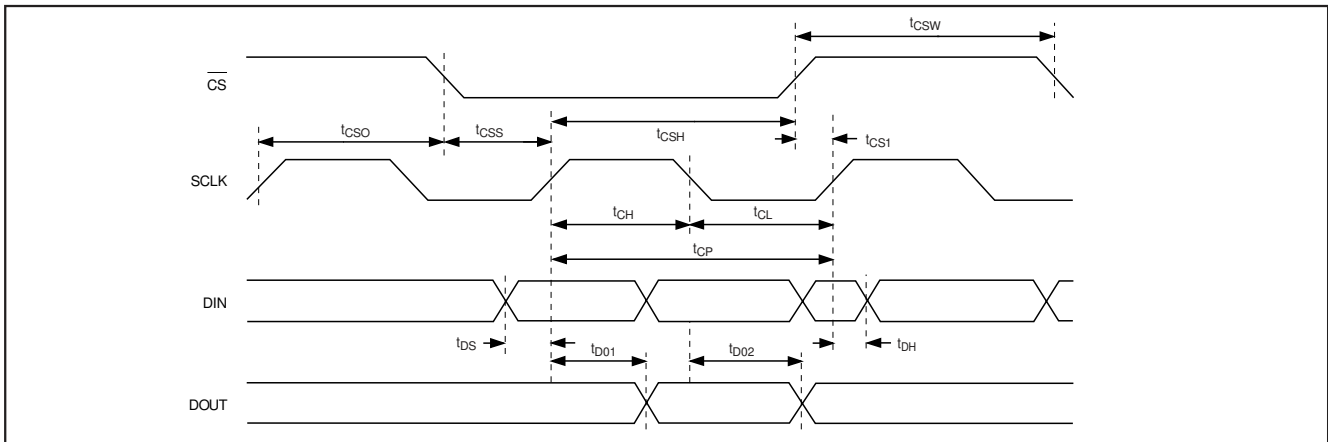 tCSW
CS
tCSO
tCSS
tCSH
tCS1
SCLK
tCH
tCL
tCP
DIN
tDS
tD01
tD02
tDH
DOUT